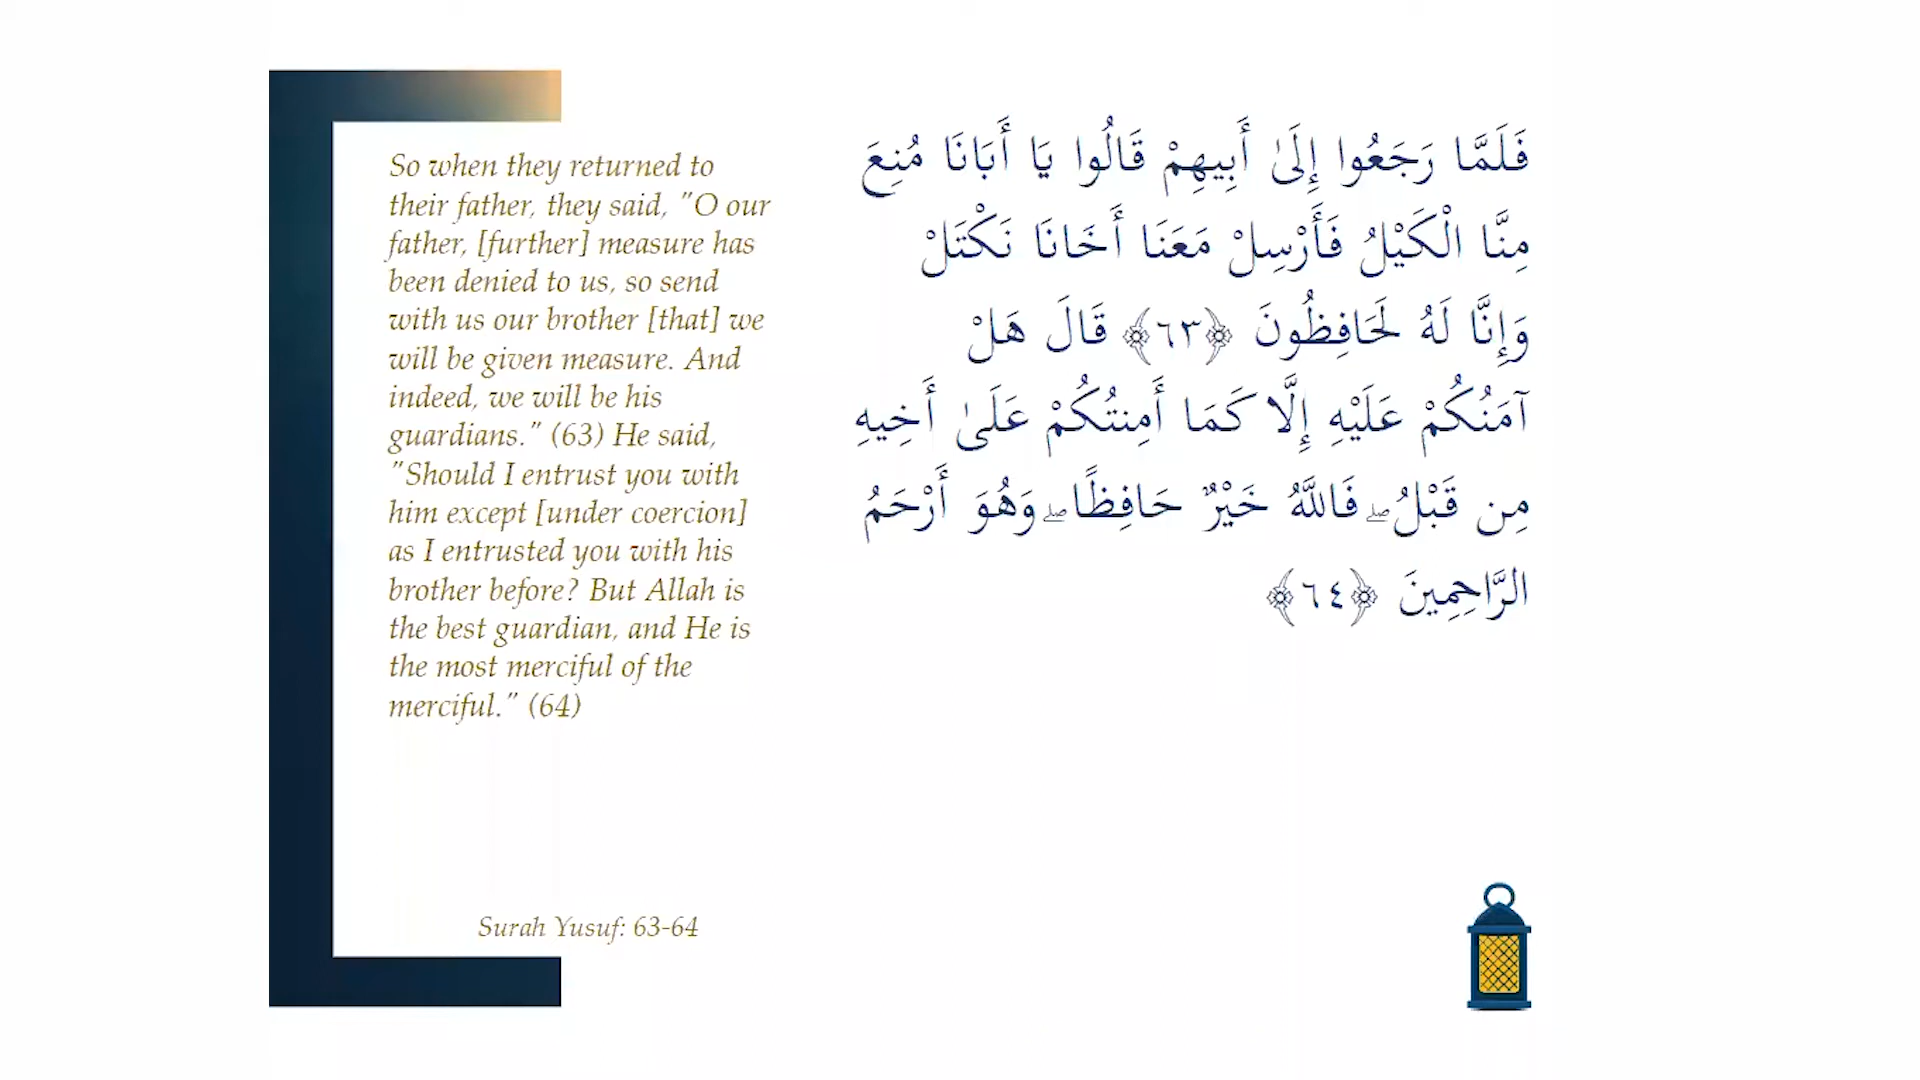 So when they returned to
their father, they said, "O our
father, [further] measure has
been denied to us, so send
with us our brother [that] we
will be given measure. And
indeed, we will be his
guardians." (63) He said,
"Should I entrust you with
him except [under coercion]
as I entrusted you with his
brother before? But Allah is
the best guardian, and He is
the most merciful of the
merciful." (64)
Surah Yusuf: 63-64
فَلَمَّا رَجَعُوا إِلَىٰ أَبِيهِمْ قَالُوا يَا أَبَانَا مُنِعَ
مِنَّا الْكَيْلُ فَأَرْسِلْ مَعَنَا أَخَانَا نَكْتَلْ
وَإِنَّا لَهُ لَحَافِظُونَ ﴿٦٣﴾ قَالَ هَلْ
آمَنُكُمْ عَلَيْهِ إِلَّا كَمَا أَمِنتُكُمْ عَلَىٰ أَخِيهِ
مِن قَبْلُ ۖ فَاللَّهُ خَيْرٌ حَافِظًا ۖ وَهُوَ أَرْحَمُ
الرَّاحِمِينَ ﴿٦٤﴾